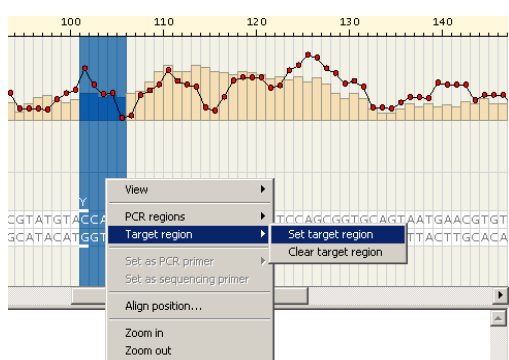 100 110 120 130 140
Y
CGTATGTACCA TCCAGCGGTGCAGTAATGAACGTGT
GCATACATGGT TTACTTGCACA
View
PCR regions
Target region
Set target region
Clear target region
Set as PCR primer
Set as sequencing primer
Align position...
Zoom in
Zoom out